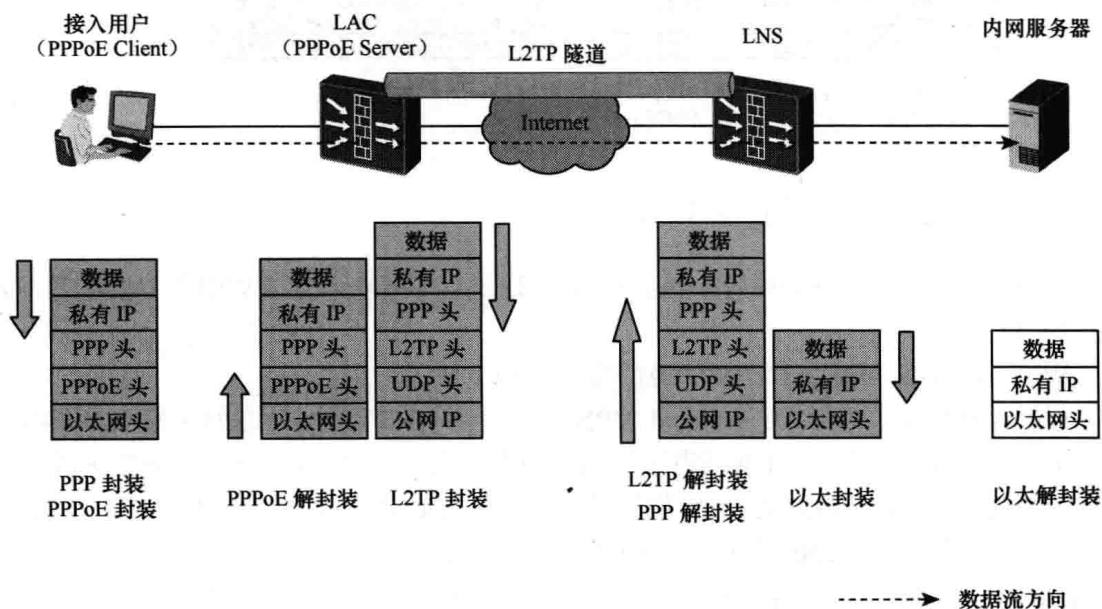 接入用户
（PPPoE Client）
LAC
（PPPoE Server）
L2TP 隧道
LNS
内网服务器
Internet
数据
私有 IP
PPP 头
PPPoE 头
以太网头
PPP 封装
PPPoE 封装
数据
私有 IP
PPP 头
PPPoE 头
以太网头
PPPoE 解封装
数据
私有 IP
PPP 头
L2TP 头
UDP 头
公网 IP
L2TP 封装
数据
私有 IP
PPP 头
L2TP 头
UDP 头
公网 IP
L2TP 解封装
PPP 解封装
数据
私有 IP
以太网头
以太封装
数据
私有 IP
以太网头
以太解封装
数据流方向